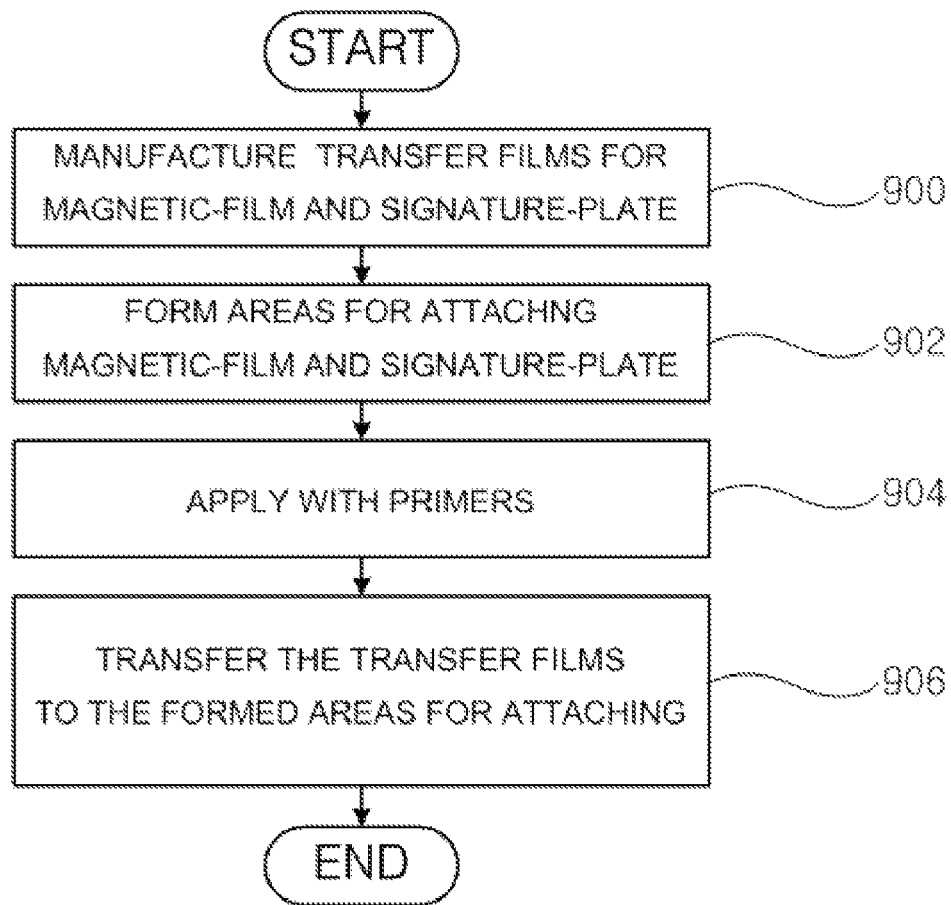 START
MANUFACTURE TRANSFER FILMS FOR
MAGNETIC-FILM AND SIGNATURE-PLATE
900
FORM AREAS FOR ATTACHNG
MAGNETIC-FILM AND SIGNATURE-PLATE
902
APPLY WITH PRIMERS
904
TRANSFER THE TRANSFER FILMS
TO THE FORMED AREAS FOR ATTACHING
906
END